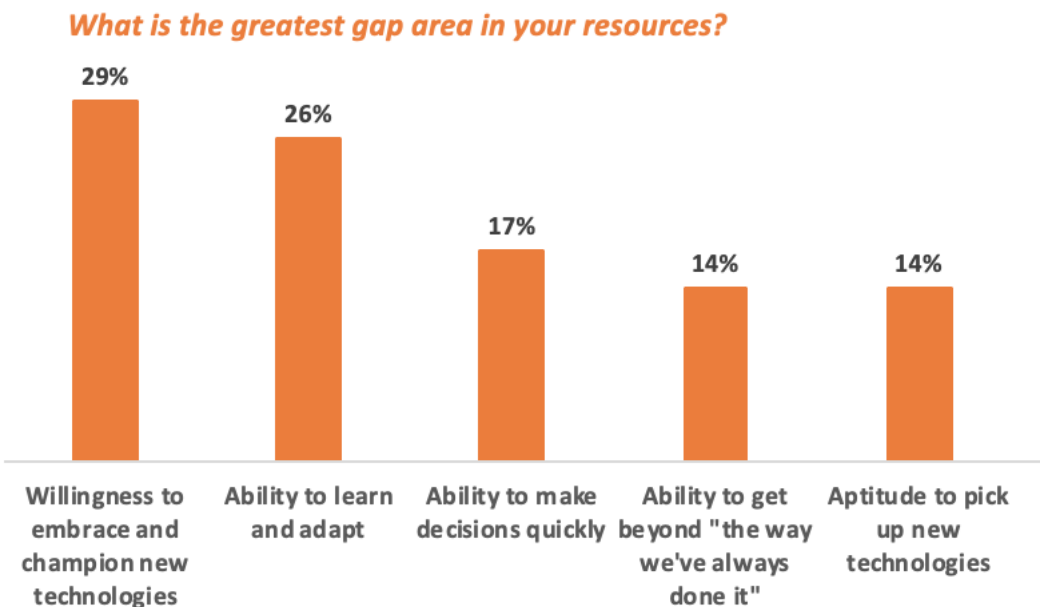 What is the greatest gap area in your resources?
29%
26%
17%
14%
14%
Willingness to
embrace and
champion new
technologies
Ability to learn
and adapt
Ability to make
decisions quickly
Ability to get
beyond "the way
we've always
done it"
Aptitude to pick
up new
technologies